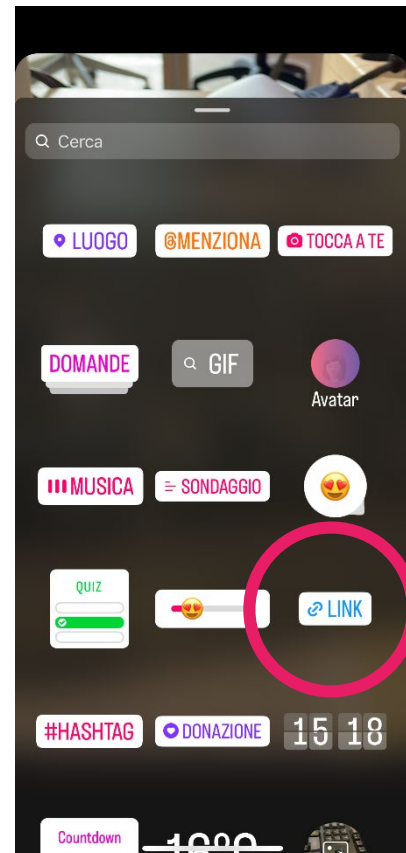 Cerca
LUOGO
@MENZIONA
TOCCA A TE
DOMANDE
GIF
Avatar
MUSICA
SONDAGGIO
QUIZ
LINK
#HASHTAG
DONAZIONE
15 18
Countdown